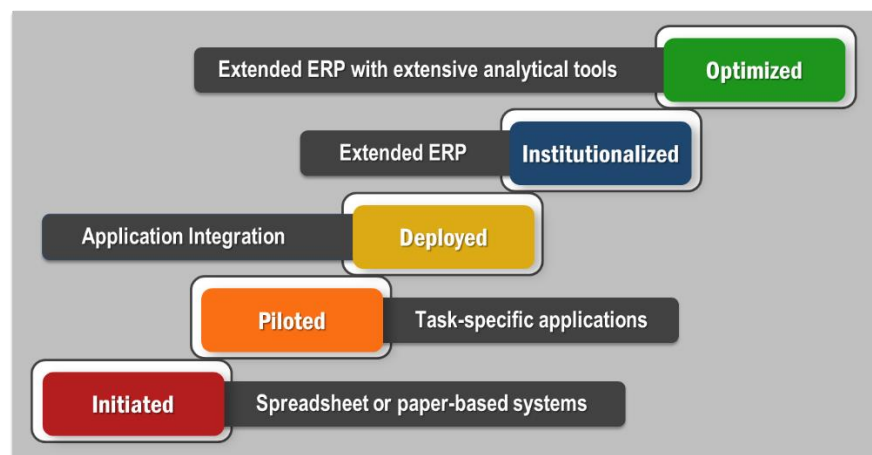 Extended ERP with extensive analytical tools
Optimized
Extended ERP
Institutionalized
Application Integration
Deployed
Piloted
Task-specific applications
Initiated
Spreadsheet or paper-based systems